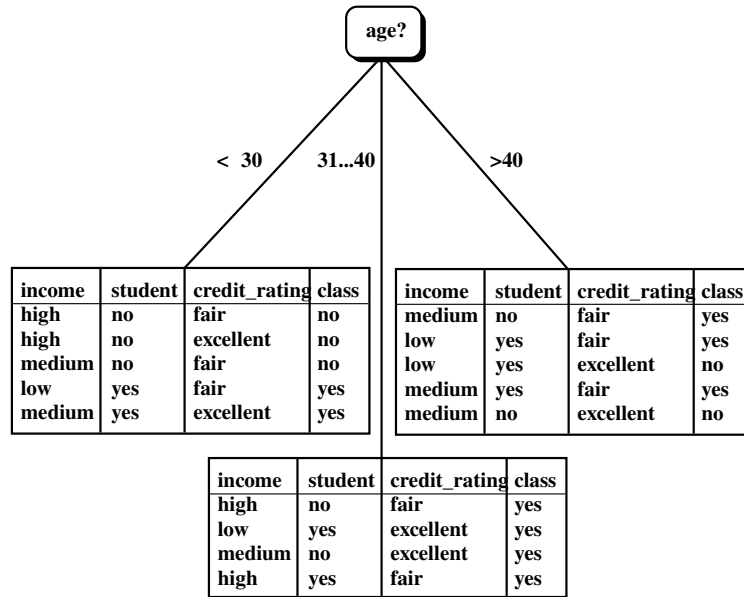 age?
< 30
31...40
>40
income student credit_rating class
high no fair no
high no excellent no
medium no fair no
low yes fair yes
medium yes excellent yes
income student credit_rating class
medium no fair yes
low yes fair yes
low yes excellent no
medium yes fair yes
medium no excellent no
income student credit_rating class
high no fair yes
low yes excellent yes
medium no excellent yes
high yes fair yes